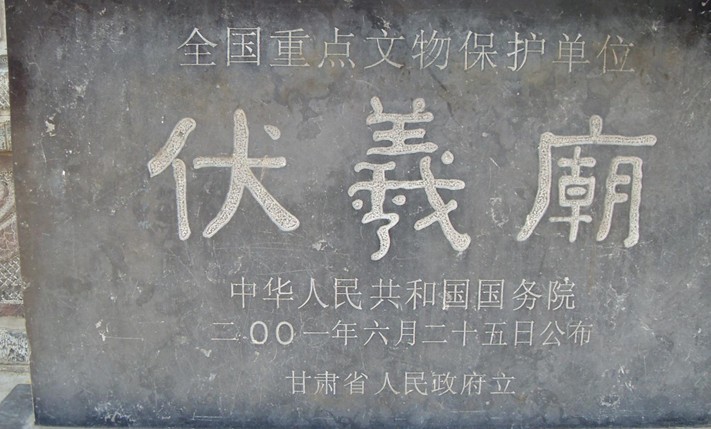 全国重点文物保护单位
伏羲廟
中华人民共和国国务院
二〇〇一年六月二十五日公布
甘肃省人民政府立